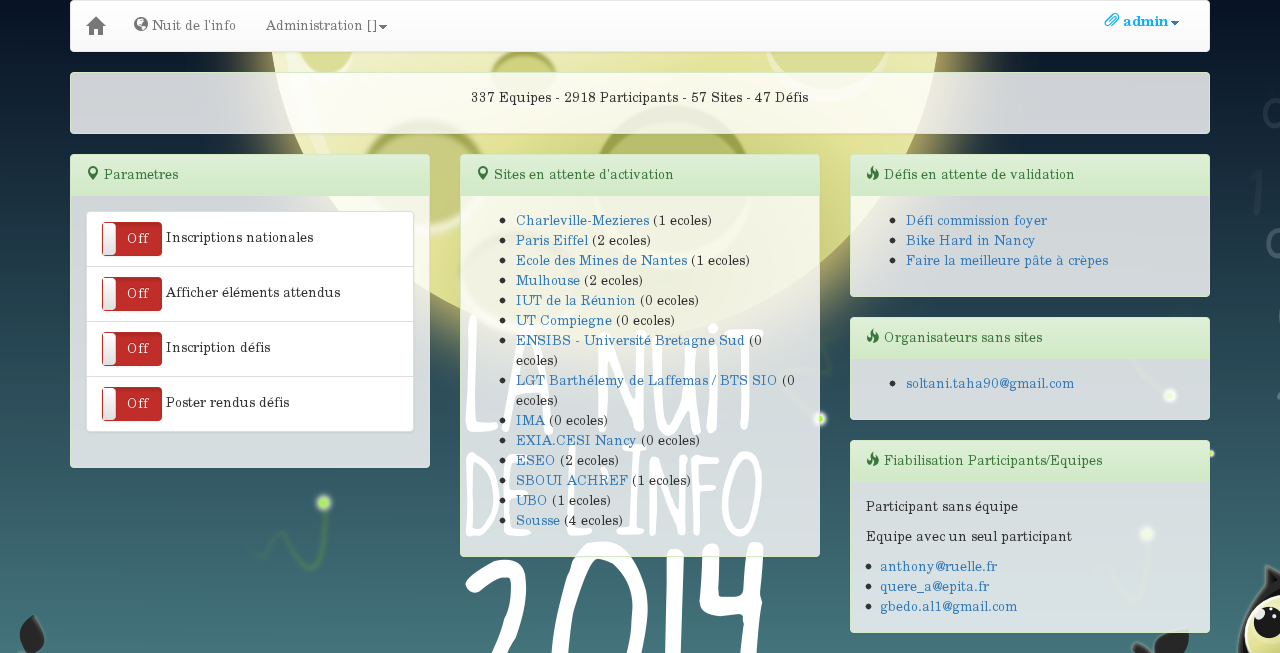 Nuit de l'info
Administration []
admin
337 Equipes - 2918 Participants - 57 Sites - 47 Défis
Parametres
Off Inscriptions nationales
Off Afficher éléments attendus
Off Inscription défis
Off Poster rendus défis
Sites en attente d'activation
Charleville-Mezieres (1 ecoles)
Paris Eiffel (2 ecoles)
Ecole des Mines de Nantes (1 ecoles)
Mulhouse (2 ecoles)
IUT de la Réunion (0 ecoles)
UT Compiegne (0 ecoles)
ENSIBS - Université Bretagne Sud (0
ecoles)
LGT Barthélemy de Laffemas / BTS SIO (0
ecoles)
IMA (0 ecoles)
EXIA.CESI Nancy (0 ecoles)
ESEO (2 ecoles)
SBOUI ACHREF (1 ecoles)
UBO (1 ecoles)
Sousse (4 ecoles)
Défis en attente de validation
Défi commission foyer
Bike Hard in Nancy
Faire la meilleure pâte à crèpes
Organisateurs sans sites
soltani.taha90@gmail.com
Fiabilisation Participants/Equipes
Participant sans équipe
Equipe avec un seul participant
anthony@ruelle.fr
quere_a@epita.fr
gbedo.al1@gmail.com
LA NUIT
DE L'INFO
2014